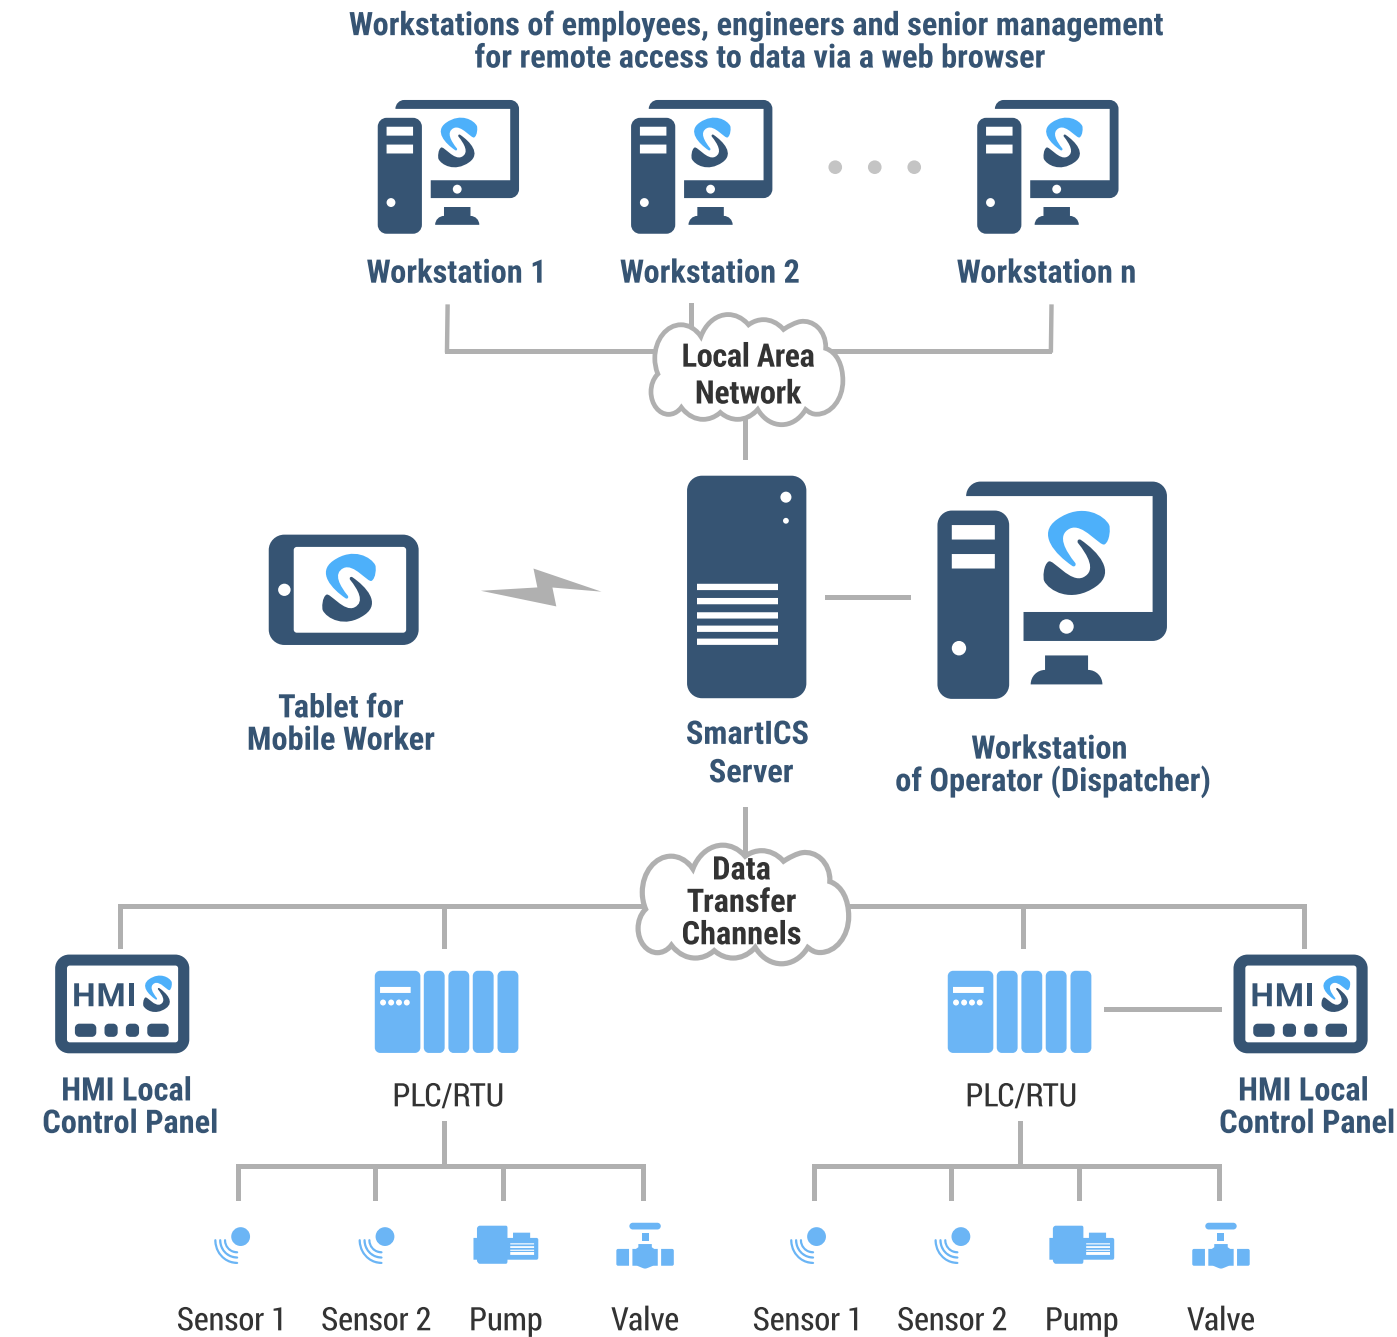 Workstations of employees, engineers and senior management
for remote access to data via a web browser
Workstation 1
Workstation 2
Workstation n
Local Area
Network
Tablet for
Mobile Worker
SmartICS
Server
Workstation
of Operator (Dispatcher)
Data
Transfer
Channels
HMI
HMI
HMI Local
Control Panel
PLC/RTU
PLC/RTU
HMI Local
Control Panel
Sensor 1
Sensor 2
Pump
Valve
Sensor 1
Sensor 2
Pump
Valve